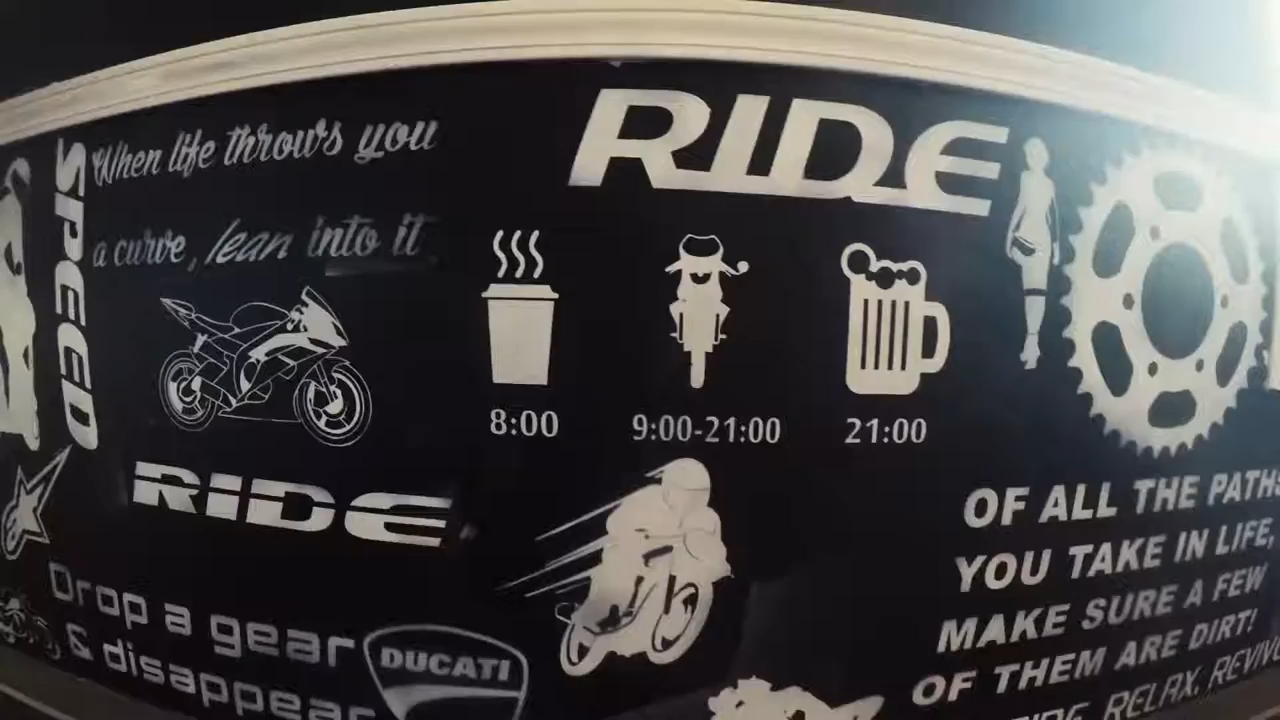 SPEED
When life throws you
a curve, lean into it
RIDE
8:00
9:00-21:00
21:00
RIDE
Drop a gear
& disappear
DUCATI
OF ALL THE PATHS
YOU TAKE IN LIFE,
MAKE SURE A FEW
OF THEM ARE DIRT!
RIDE, RELAX, REVIVE